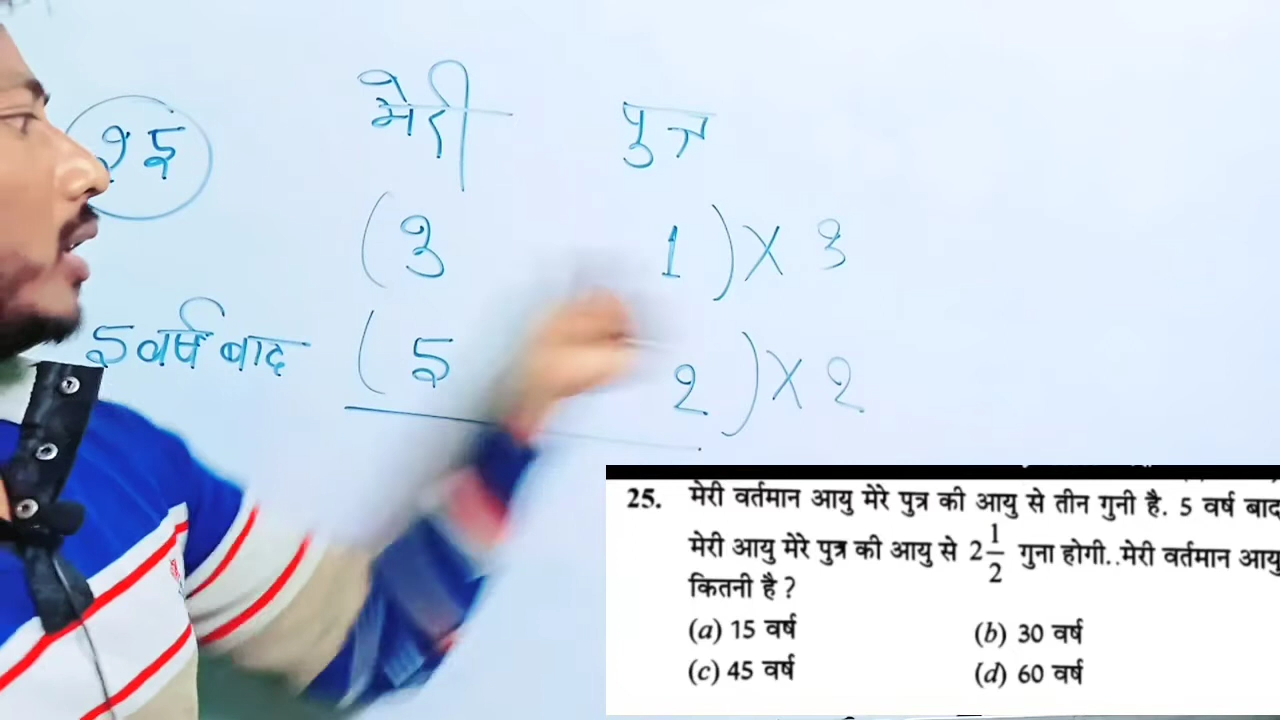 25
मेरी पुत्र
(3 1) × 3
5 वर्ष बाद (5 2) × 2
25. मेरी वर्तमान आयु मेरे पुत्र की आयु से तीन गुनी है. 5 वर्ष बाद
मेरी आयु मेरे पुत्र की आयु से 2 1/2 गुना होगी..मेरी वर्तमान आयु
कितनी है ?
(a) 15 वर्ष (b) 30 वर्ष
(c) 45 वर्ष (d) 60 वर्ष